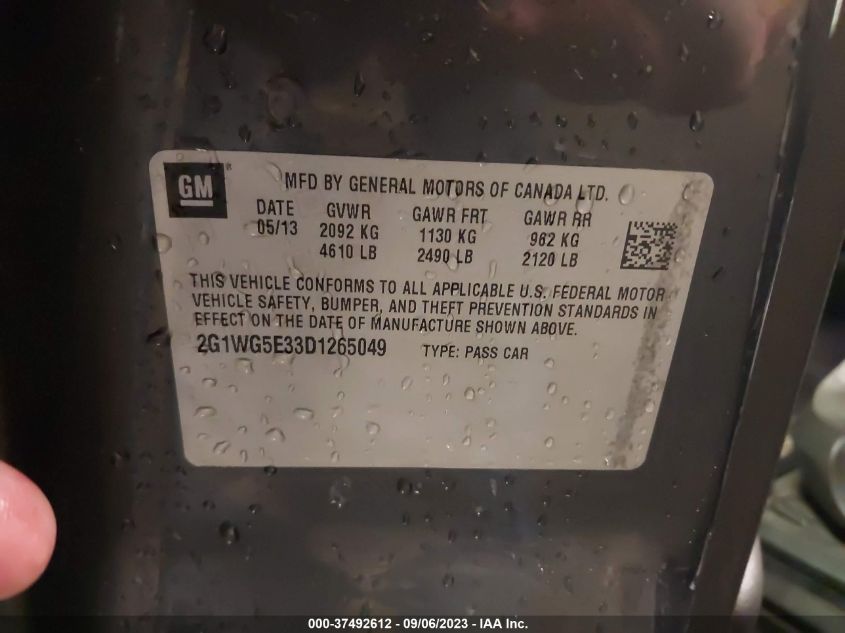 GM ®
MFD BY GENERAL MOTORS OF CANADA LTD.
DATE GVWR GAWR FRT GAWR RR
05/13 2092 KG 1130 KG 962 KG
4610 LB 2490 LB 2120 LB
THIS VEHICLE CONFORMS TO ALL APPLICABLE U.S. FEDERAL MOTOR
VEHICLE SAFETY, BUMPER, AND THEFT PREVENTION STANDARDS IN
EFFECT ON THE DATE OF MANUFACTURE SHOWN ABOVE.
2G1WG5E33D1265049 TYPE: PASS CAR
000-37492612 - 09/06/2023 - IAA Inc.